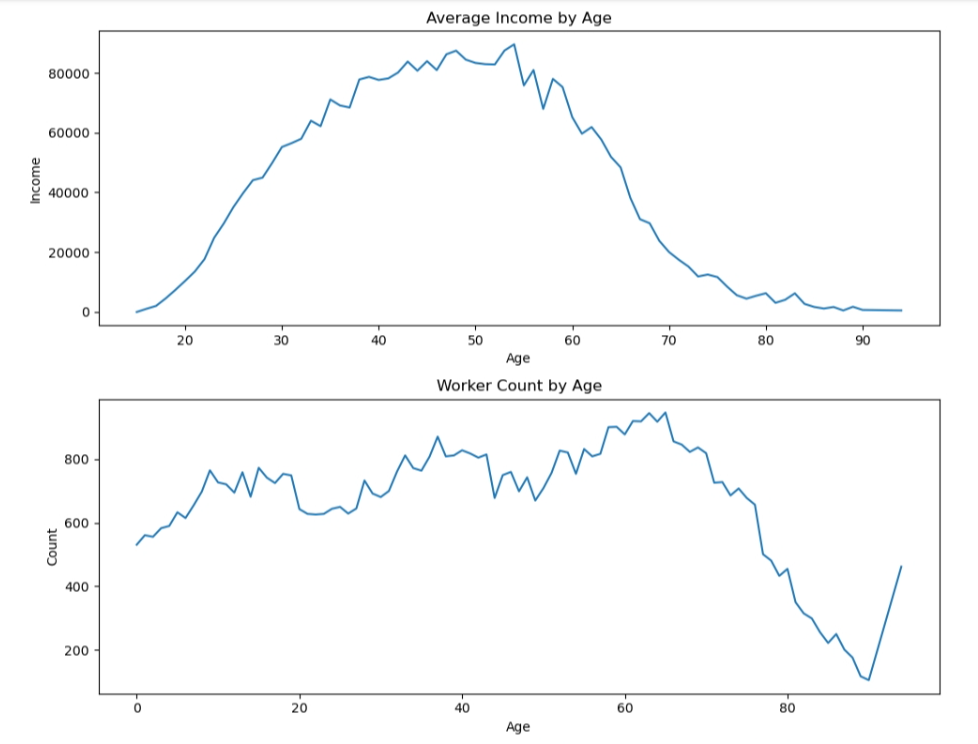 Average Income by Age
80000
60000
40000
20000
0
Income
20 30 40 50 60 70 80 90
Age
Worker Count by Age
800
600
400
200
Count
0 20 40 60 80
Age